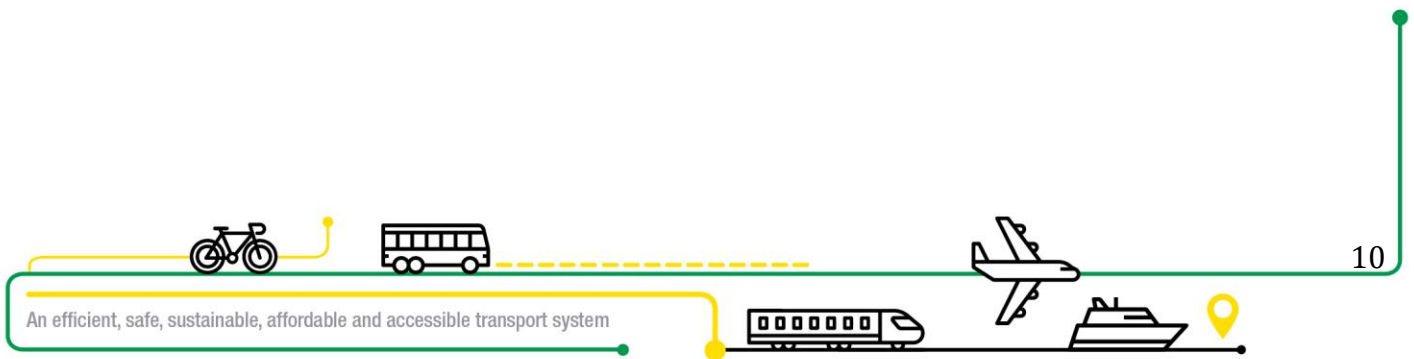 10
An efficient, safe, sustainable, affordable and accessible transport system